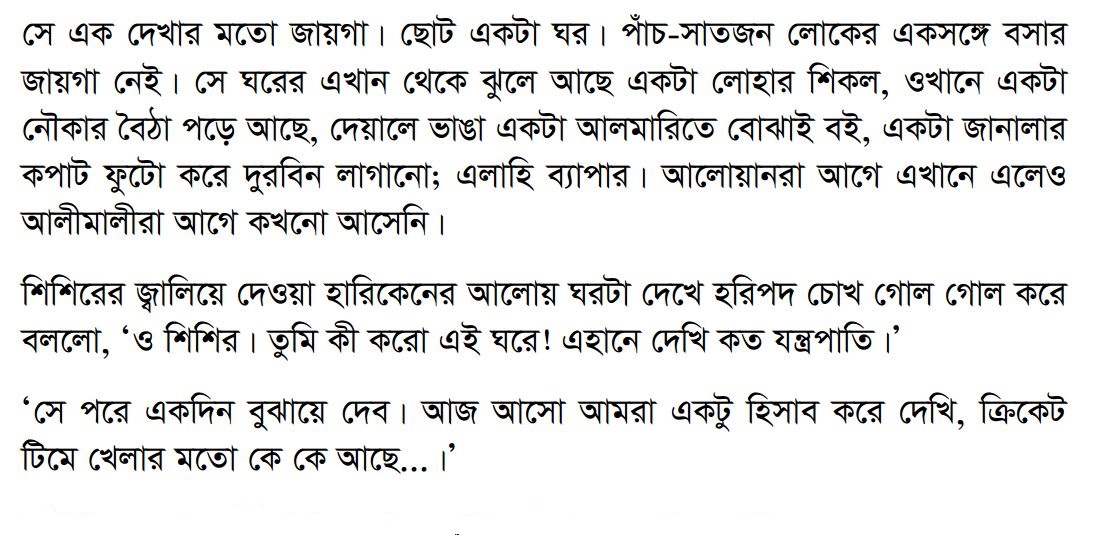 সে এক দেখার মতো জায়গা। ছোট একটা ঘর। পাঁচ-সাতজন লোকের একসঙ্গে বসার
জায়গা নেই। সে ঘরের এখান থেকে ঝুলে আছে একটা লোহার শিকল, ওখানে একটা
নৌকার বৈঠা পড়ে আছে, দেয়ালে ভাঙা একটা আলমারিতে বোঝাই বই, একটা জানালার
কপাট ফুটো করে দুরবিন লাগানো; এলাহি ব্যাপার। আলোয়ানরা আগে এখানে এলেও
আলীমালীরা আগে কখনো আসেনি।
শিশিরের জ্বালিয়ে দেওয়া হারিকেনের আলোয় ঘরটা দেখে হরিপদ চোখ গোল গোল করে
বললো, ‘ও শিশির। তুমি কী করো এই ঘরে! এহানে দেখি কত যন্ত্রপাতি।’
‘সে পরে একদিন বুঝায়ে দেব। আজ আসো আমরা একটু হিসাব করে দেখি, ক্রিকেট
টিমে খেলার মতো কে কে আছে...।’